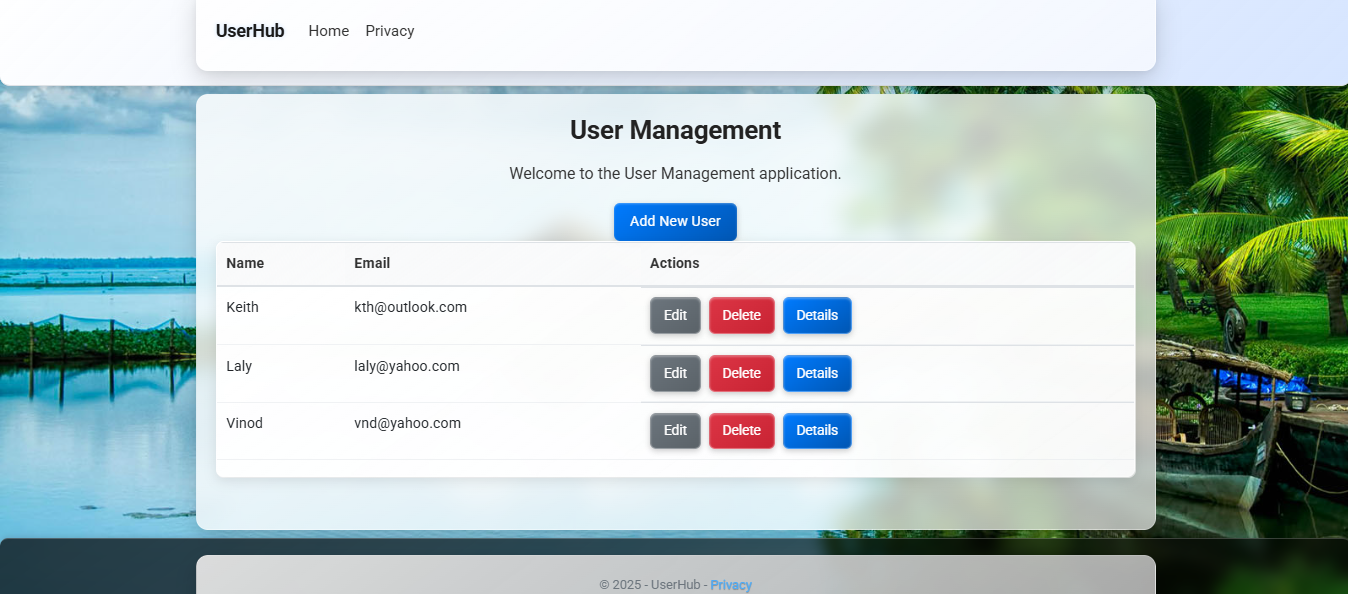 UserHub Home Privacy
User Management
Welcome to the User Management application.
Add New User
Name Email Actions
Keith kth@outlook.com Edit Delete Details
Laly laly@yahoo.com Edit Delete Details
Vinod vnd@yahoo.com Edit Delete Details
© 2025 - UserHub - Privacy